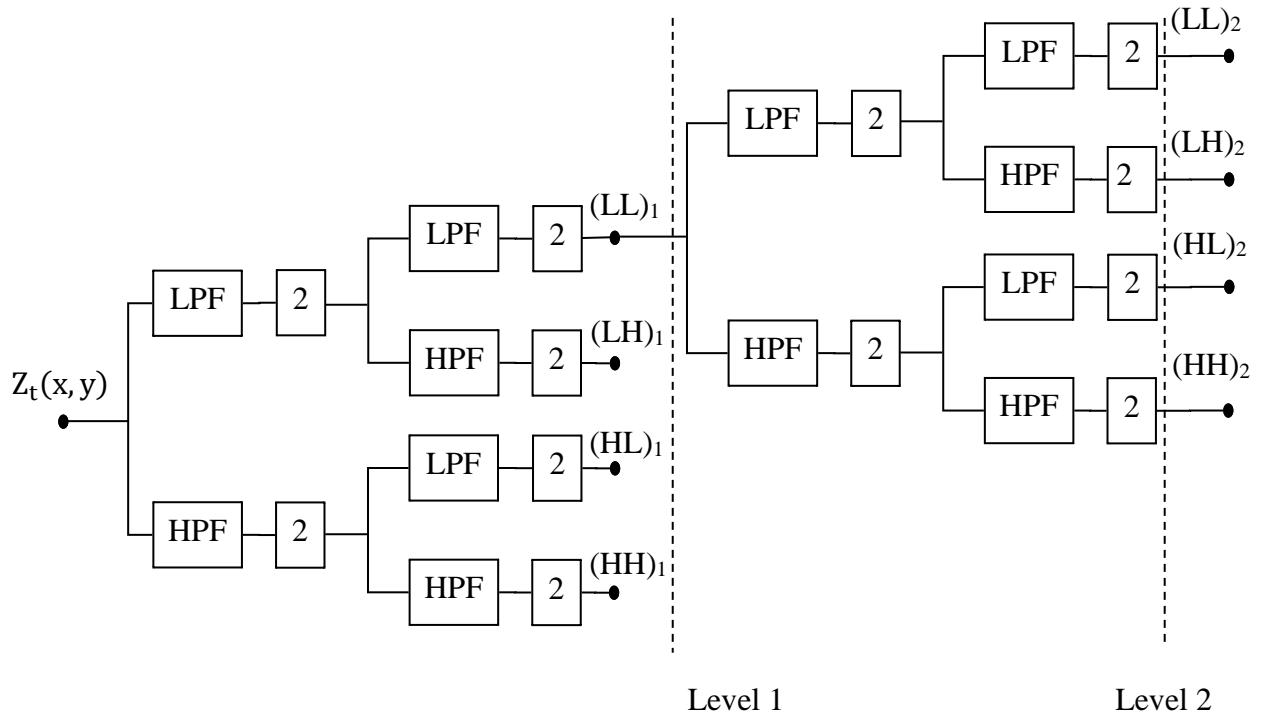 (LL)₂
LPF 2
LPF 2
(LH)₂
HPF 2
(LL)₁
LPF 2
(HL)₂
LPF 2
LPF 2
(LH)₁
HPF 2
HPF 2
(HH)₂
HPF 2
Zₜ(x, y)
(HL)₁
LPF 2
HPF 2
(HH)₁
HPF 2
Level 1
Level 2